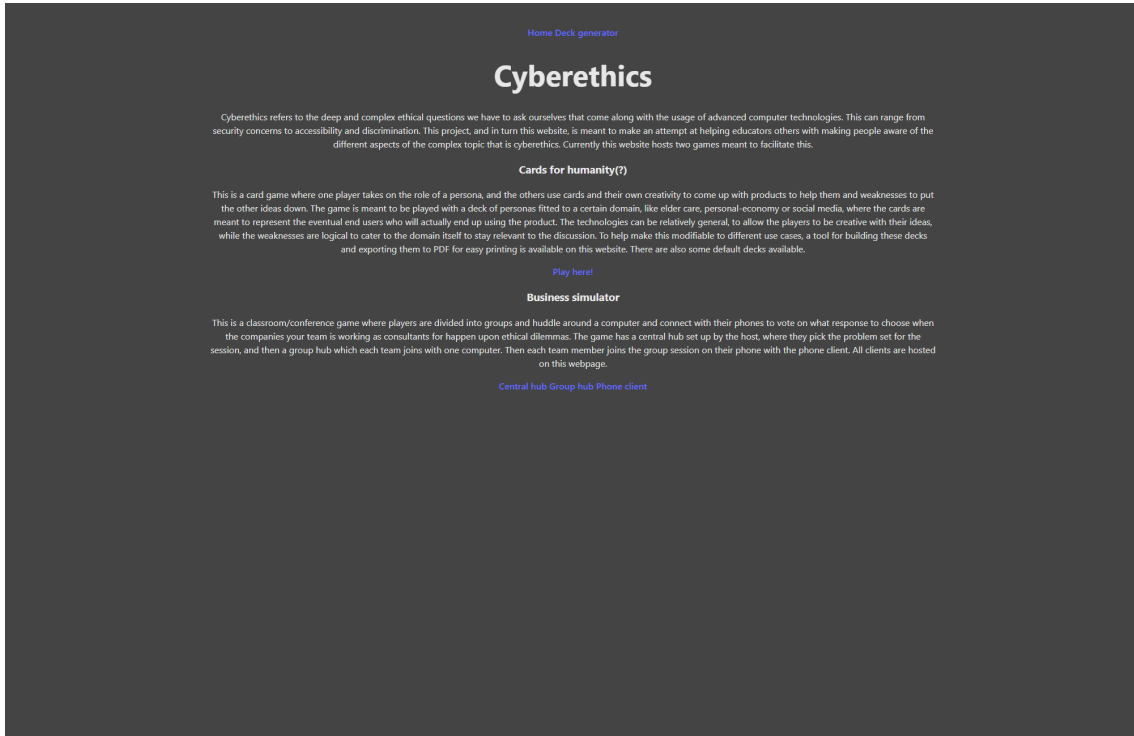 Home Deck generator
Cyberethics
Cyberethics refers to the deep and complex ethical questions we have to ask ourselves that come along with the usage of advanced computer technologies. This can range from
security concerns to accessibility and discrimination. This project, and in turn this website, is meant to make an attempt at helping educators others with making people aware of the
different aspects of the complex topic that is cyberethics. Currently this website hosts two games meant to facilitate this.
Cards for humanity(?)
This is a card game where one player takes on the role of a persona, and the others use cards and their own creativity to come up with products to help them and weaknesses to put
the other ideas down. The game is meant to be played with a deck of personas fitted to a certain domain, like elder care, personal-economy or social media, where the cards are
meant to represent the eventual end users who will actually end up using the product. The technologies can be relatively general, to allow the players to be creative with their ideas,
while the weaknesses are logical to cater to the domain itself to stay relevant to the discussion. To help make this modifiable to different use cases, a tool for building these decks
and exporting them to PDF for easy printing is available on this website. There are also some default decks available.
Play here!
Business simulator
This is a classroom/conference game where players are divided into groups and huddle around a computer and connect with their phones to vote on what response to choose when
the companies your team is working as consultants for happen upon ethical dilemmas. The game has a central hub set up by the host, where they pick the problem set for the
session, and then a group hub which each team joins with one computer. Then each team member joins the group session on their phone with the phone client. All clients are hosted
on this webpage.
Central hub Group hub Phone client